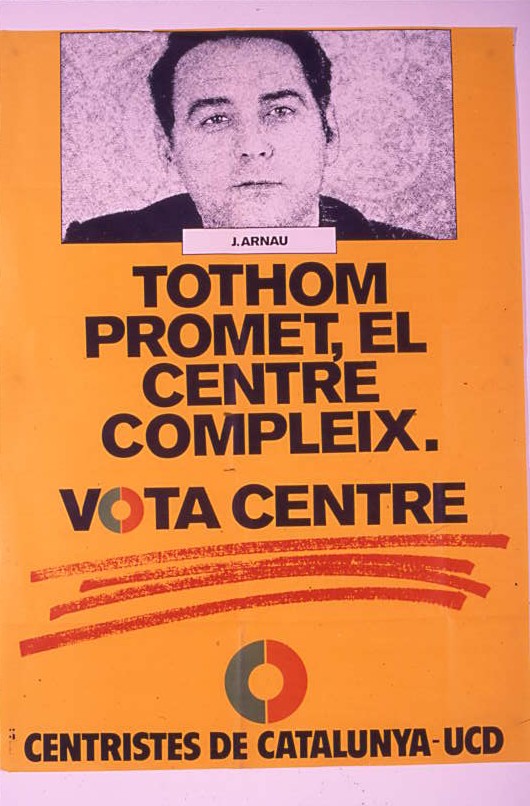 J. ARNAU
TOTHOM
PROMET, EL
CENTRE
COMPLEIX.
VOTA CENTRE
CENTRISTES DE CATALUNYA-UCD